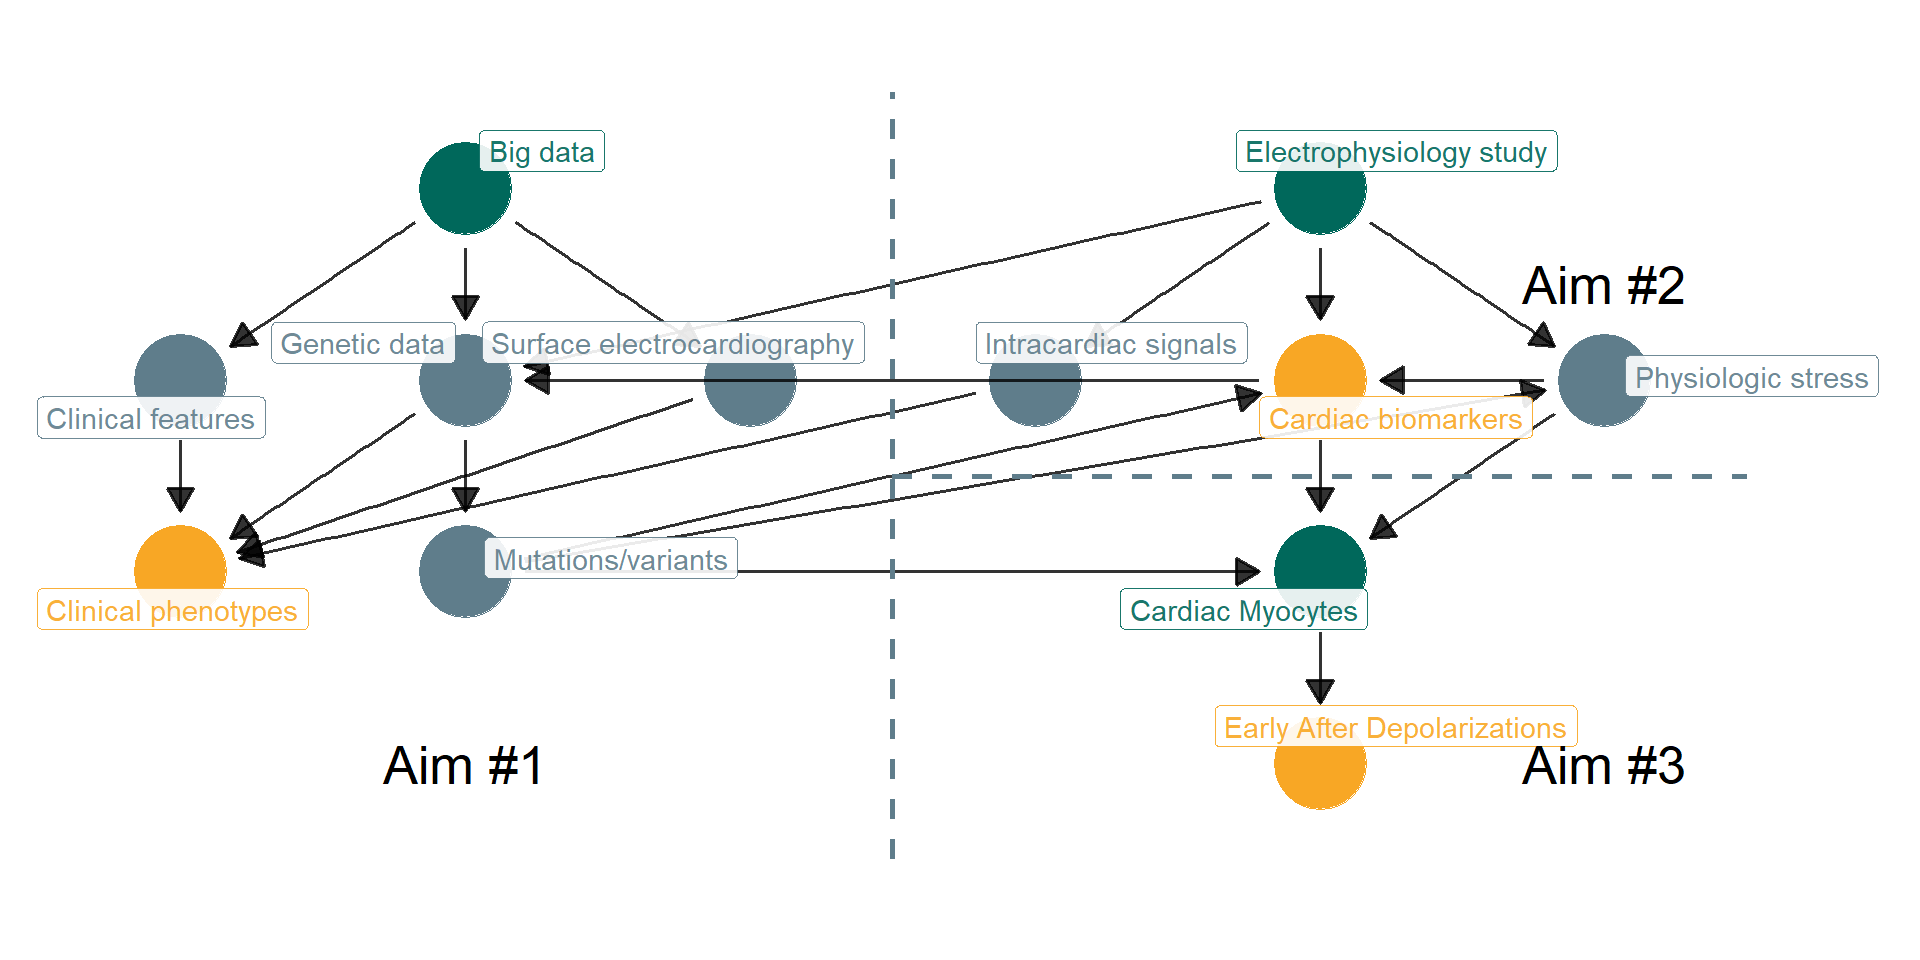 Big data
Electrophysiology study
Aim #2
Genetic data
Surface electrocardiography
Intracardiac signals
Physiologic stress
Clinical features
Cardiac biomarkers
Mutations/variants
Clinical phenotypes
Cardiac Myocytes
Early After Depolarizations
Aim #1
Aim #3